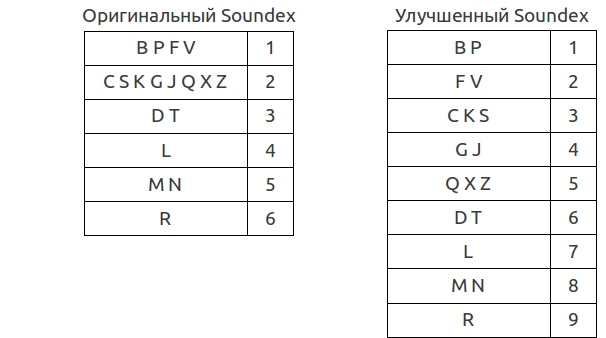 Оригинальный Soundex
B P F V 1
C S K G J Q X Z 2
D T 3
L 4
M N 5
R 6
Улучшенный Soundex
B P 1
F V 2
C K S 3
G J 4
Q X Z 5
D T 6
L 7
M N 8
R 9